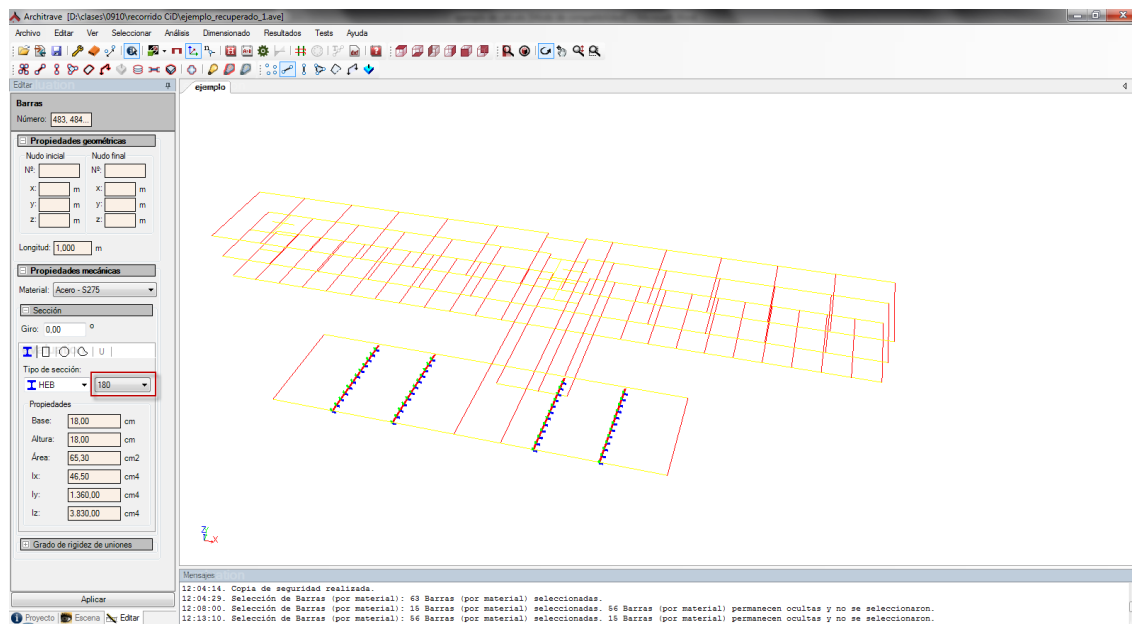 Architrave [D:\clases\0910\recorrido CiD\ejemplo_recuperado_1.ave]
Archivo Editar Ver Seleccionar Análisis Dimensionado Resultados Tests Ayuda
Editar
ejemplo
Barras
Número: 483, 484...
Propiedades geométricas
Nudo inicial Nudo final
Nº: Nº:
x: m x: m
y: m y: m
z: m z: m
Longitud: 1,000 m
Propiedades mecánicas
Material: Acero - S275
Sección
Giro: 0,00 º
Tipo de sección:
HEB 180
Propiedades
Base: 18,00 cm
Altura: 18,00 cm
Área: 65,30 cm2
Ix: 46,50 cm4
Iy: 1.360,00 cm4
Iz: 3.830,00 cm4
Grado de rigidez de uniones
Aplicar
Proyecto Escena Editar
Z
X
Mensajes
12:04:14. Copia de seguridad realizada.
12:04:29. Selección de Barras (por material): 63 Barras (por material) seleccionadas.
12:08:00. Selección de Barras (por material): 15 Barras (por material) seleccionadas. 56 Barras (por material) permanecen ocultas y no se seleccionaron.
12:13:10. Selección de Barras (por material): 56 Barras (por material) seleccionadas. 15 Barras (por material) permanecen ocultas y no se seleccionaron.